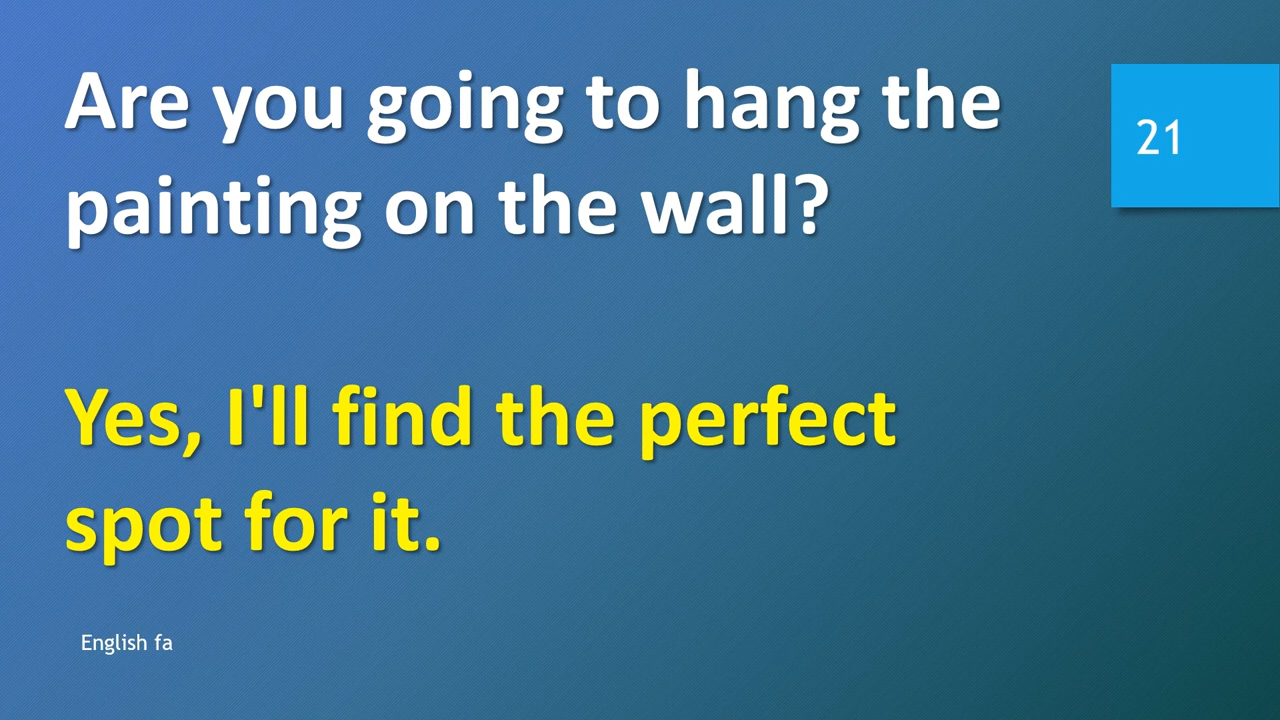 Are you going to hang the
painting on the wall?
21
Yes, I'll find the perfect
spot for it.
English fa